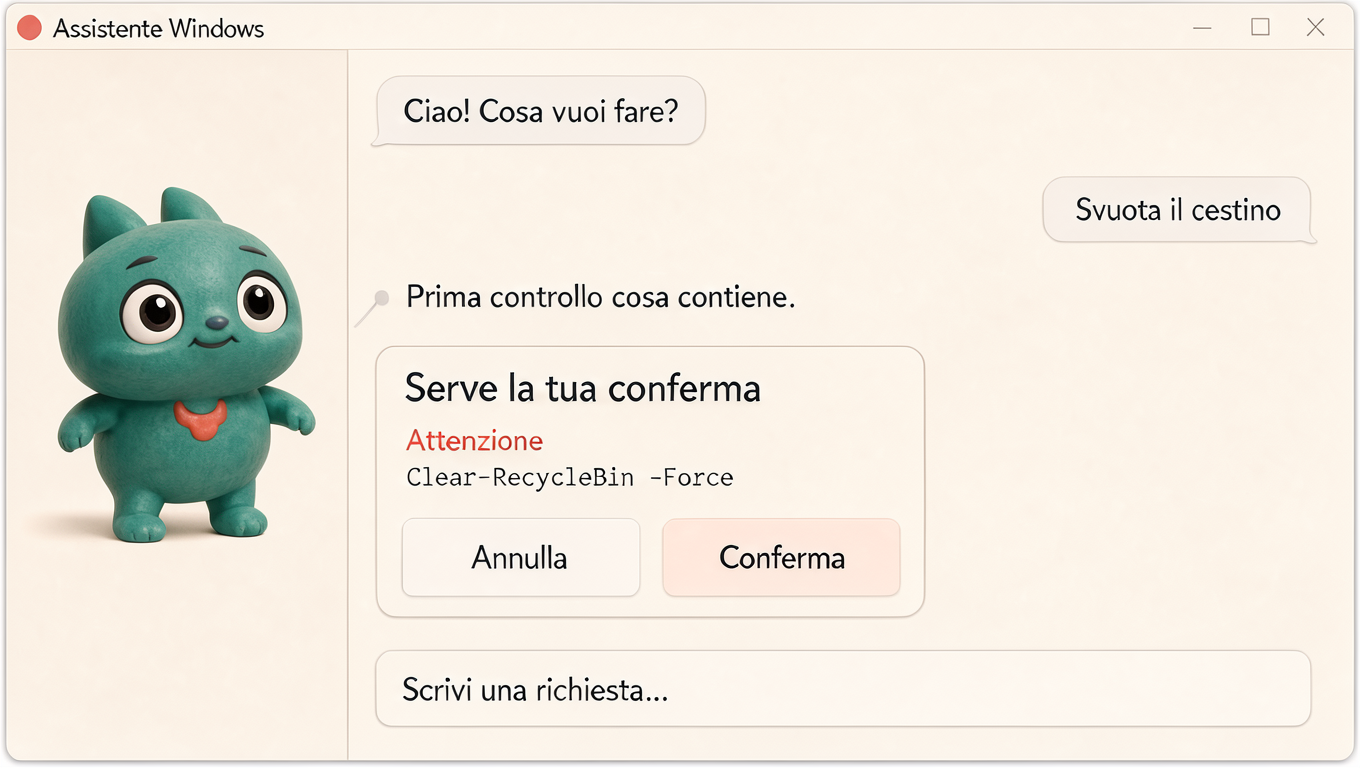 Assistente Windows
Ciao! Cosa vuoi fare?
Svuota il cestino
Prima controllo cosa contiene.
Serve la tua conferma
Attenzione
Clear-RecycleBin -Force
Annulla
Conferma
Scrivi una richiesta...